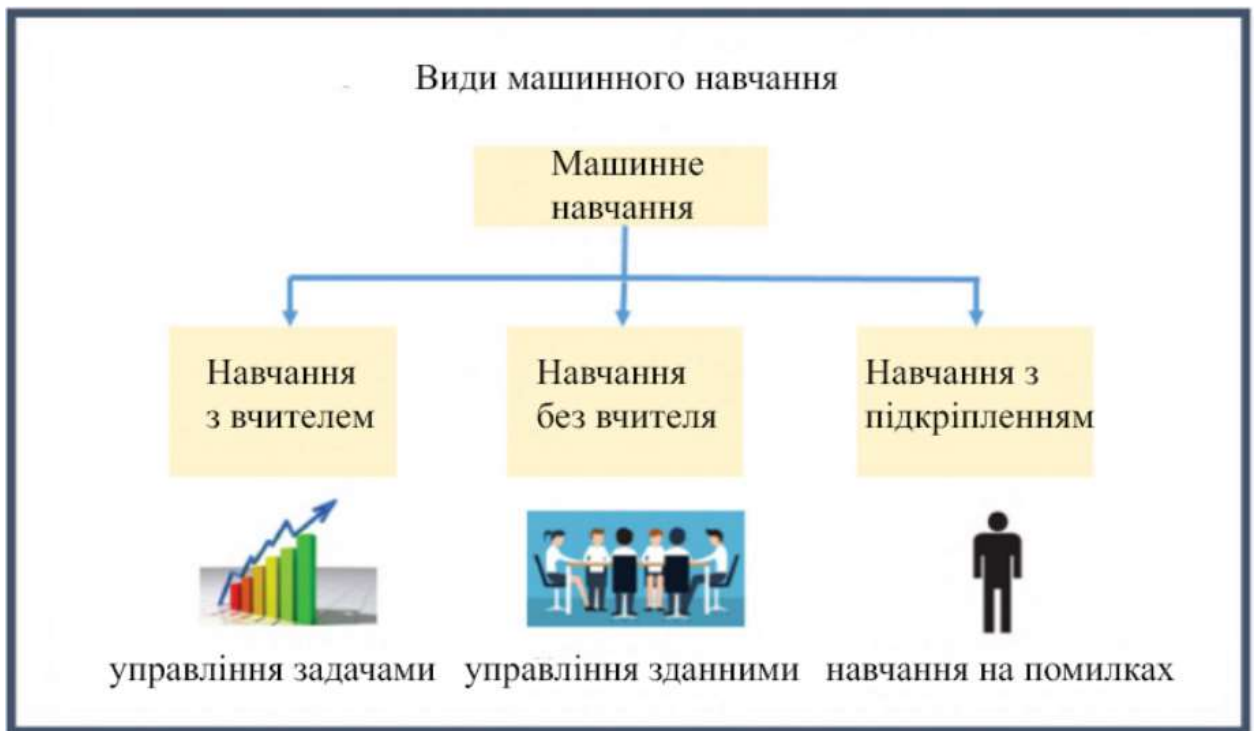 Види машинного навчання
Машинне
навчання
Навчання
з вчителем
Навчання
без вчителя
Навчання з
підкріпленням
управління задачами
управління зданними
навчання на помилках